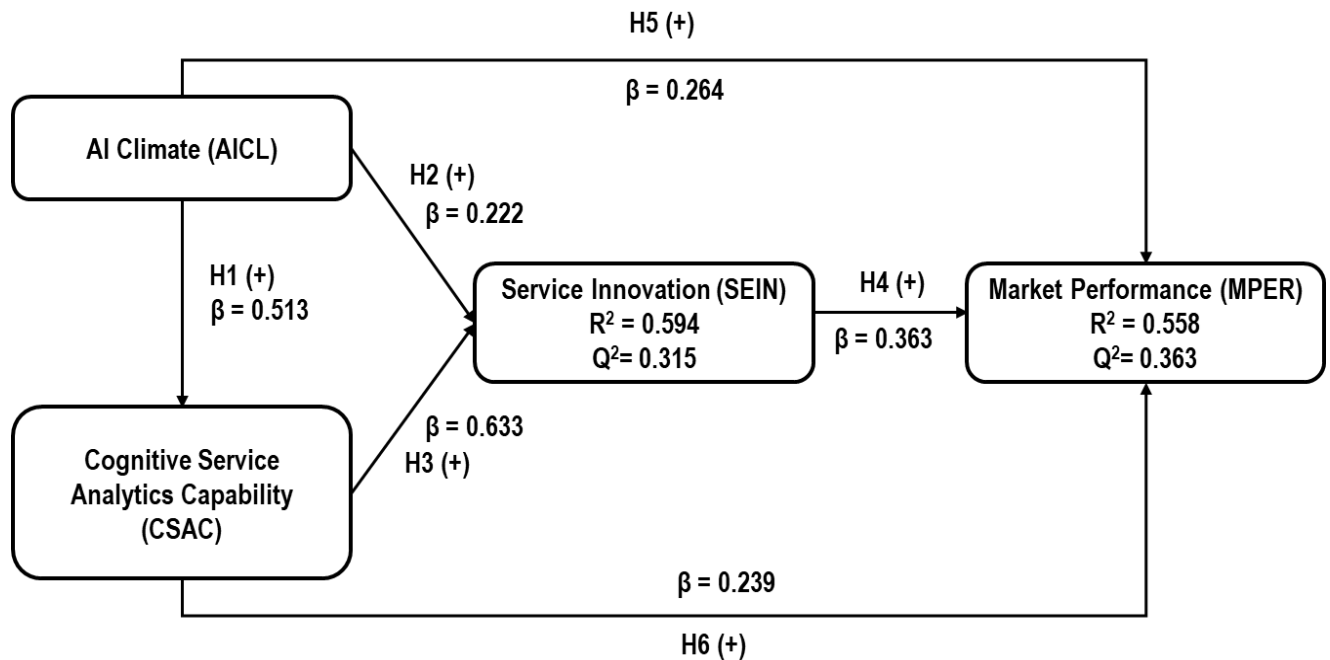 H5 (+)
β = 0.264
AI Climate (AICL)
H2 (+)
β = 0.222
H1 (+)
β = 0.513
Service Innovation (SEIN)
R² = 0.594
Q²= 0.315
H4 (+)
β = 0.363
Market Performance (MPER)
R² = 0.558
Q²= 0.363
β = 0.633
H3 (+)
Cognitive Service
Analytics Capability
(CSAC)
β = 0.239
H6 (+)